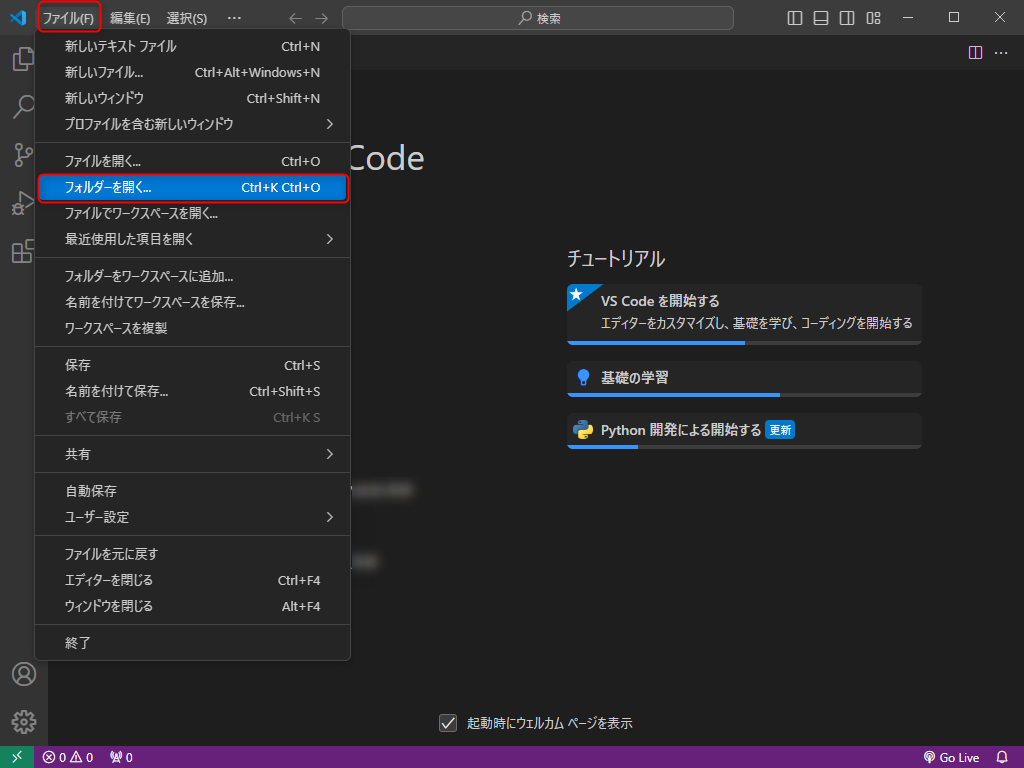 ファイル(F) 編集(E) 選択(S) … 検索
新しいテキスト ファイル Ctrl+N
新しいファイル... Ctrl+Alt+Windows+N
新しいウィンドウ Ctrl+Shift+N
プロファイルを含む新しいウィンドウ
ファイルを開く... Ctrl+O
フォルダーを開く... Ctrl+K Ctrl+O
ファイルでワークスペースを開く...
最近使用した項目を開く
フォルダーをワークスペースに追加...
名前を付けてワークスペースを保存...
ワークスペースを複製
保存 Ctrl+S
名前を付けて保存... Ctrl+Shift+S
すべて保存 Ctrl+K S
共有
自動保存
ユーザー設定
ファイルを元に戻す
エディターを閉じる Ctrl+F4
ウィンドウを閉じる Alt+F4
終了
Code
チュートリアル
VS Code を開始する
エディターをカスタマイズし、基礎を学び、コーディングを開始する
基礎の学習
Python 開発による開始する 更新
起動時にウェルカム ページを表示
0 0 0 Go Live